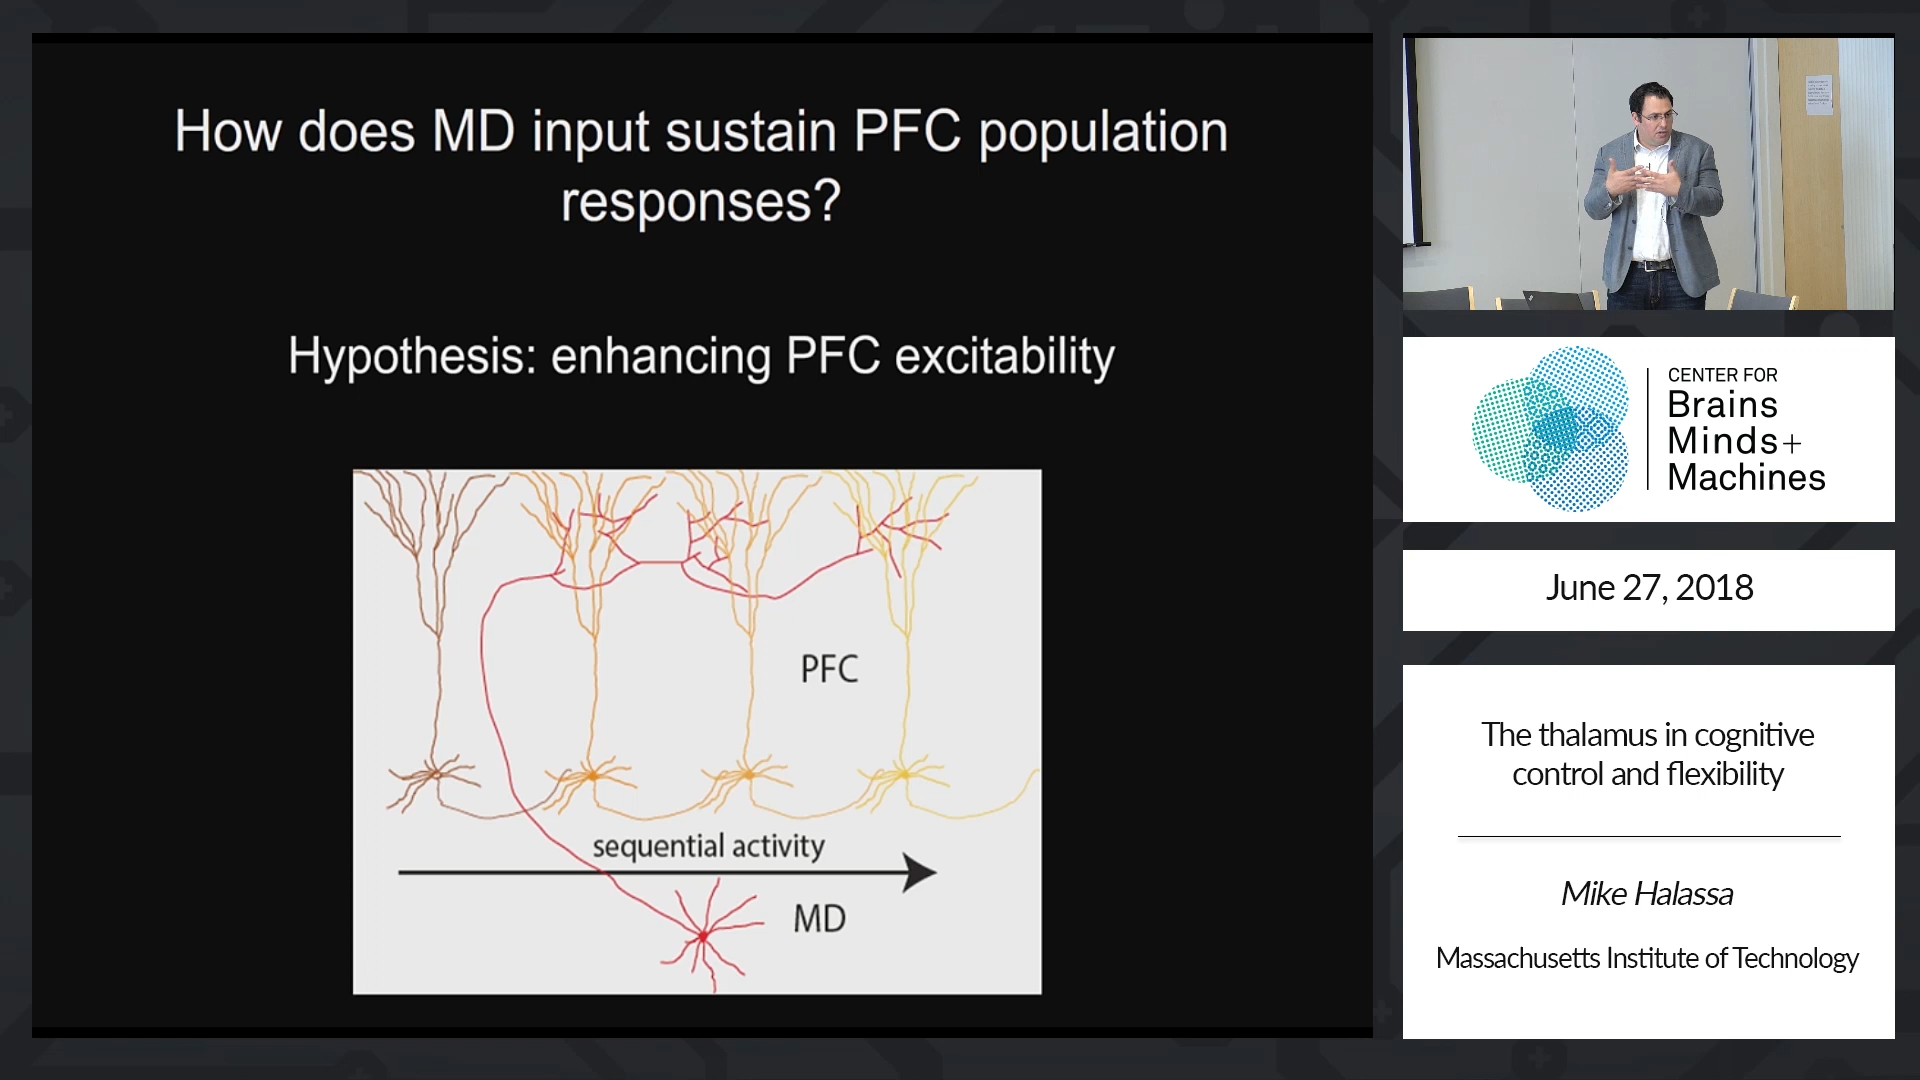 How does MD input sustain PFC population
responses?
Hypothesis: enhancing PFC excitability
PFC
sequential activity
MD
CENTER FOR
Brains
Minds+
Machines
June 27, 2018
The thalamus in cognitive
control and flexibility
Mike Halassa
Massachusetts Institute of Technology